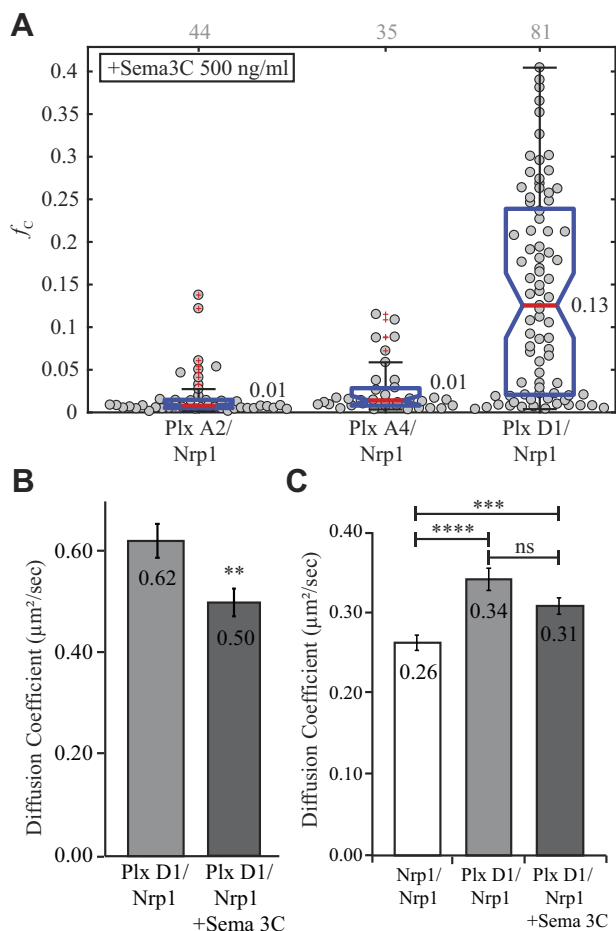 A
44 35 81
+Sema3C 500 ng/ml
0.4
0.35
0.3
0.25
0.2
0.15
0.1
0.05
0
fc
0.01
0.01
0.13
Plx A2/
Nrp1
Plx A4/
Nrp1
Plx D1/
Nrp1
B
Diffusion Coefficient (µm²/sec)
0.60
0.40
0.20
0.00
0.62
**
0.50
Plx D1/
Nrp1
Plx D1/
Nrp1
+Sema 3C
C
Diffusion Coefficient (µm²/sec)
0.40
0.30
0.20
0.10
0.00
***
****
ns
0.26
0.34
0.31
Nrp1/
Nrp1
Plx D1/
Nrp1
Plx D1/
Nrp1
+Sema 3C